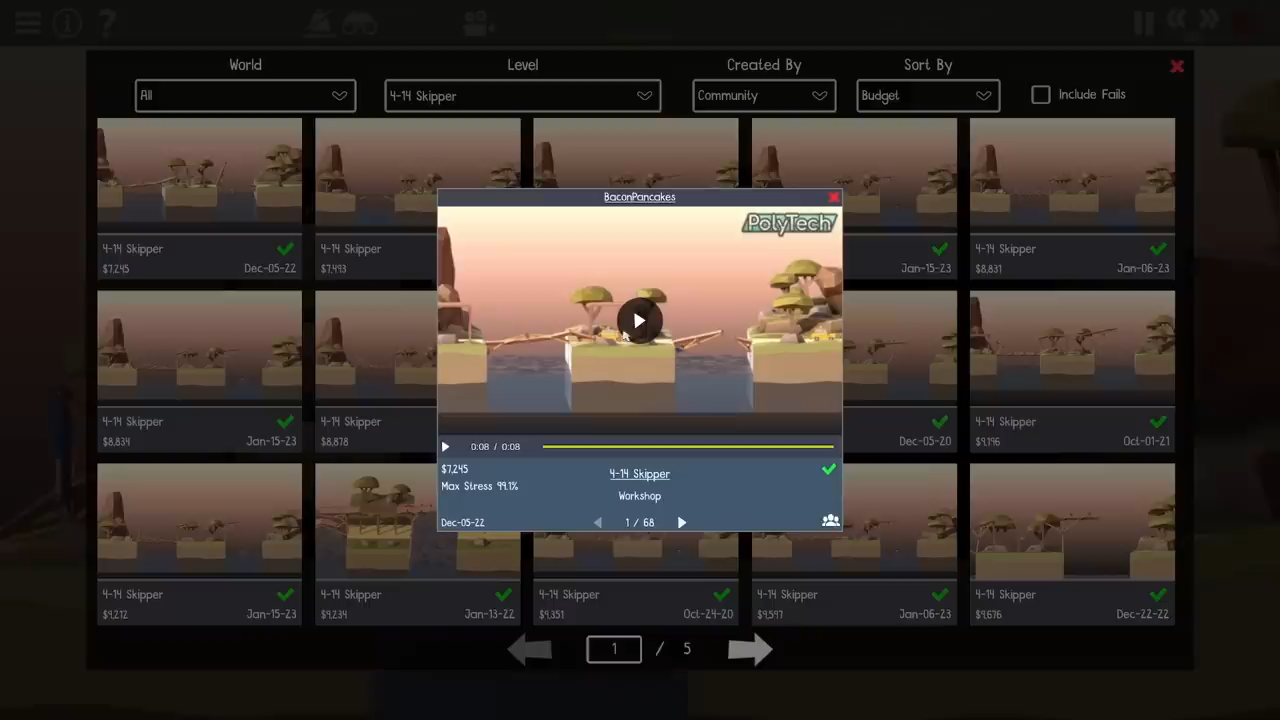 World
Level
Created By
Sort By
All
4-14 Skipper
Community
Budget
Include Fails
BaconPancakes
PolyTech
4-14 Skipper
$7,245
Dec-05-22
4-14 Skipper
$7,493
Jan-15-23
4-14 Skipper
$8,831
Jan-06-23
0:08 / 0:08
4-14 Skipper
$8,834
Jan-15-23
4-14 Skipper
$8,878
Dec-05-20
4-14 Skipper
$9,196
Oct-01-21
$7,245
4-14 Skipper
Max Stress 99.1%
Workshop
Dec-05-22
1 / 68
4-14 Skipper
$9,212
Jan-15-23
4-14 Skipper
$9,234
Jan-13-22
4-14 Skipper
$9,351
Oct-24-20
4-14 Skipper
$9,597
Jan-06-23
4-14 Skipper
$9,676
Dec-22-22
1 / 5